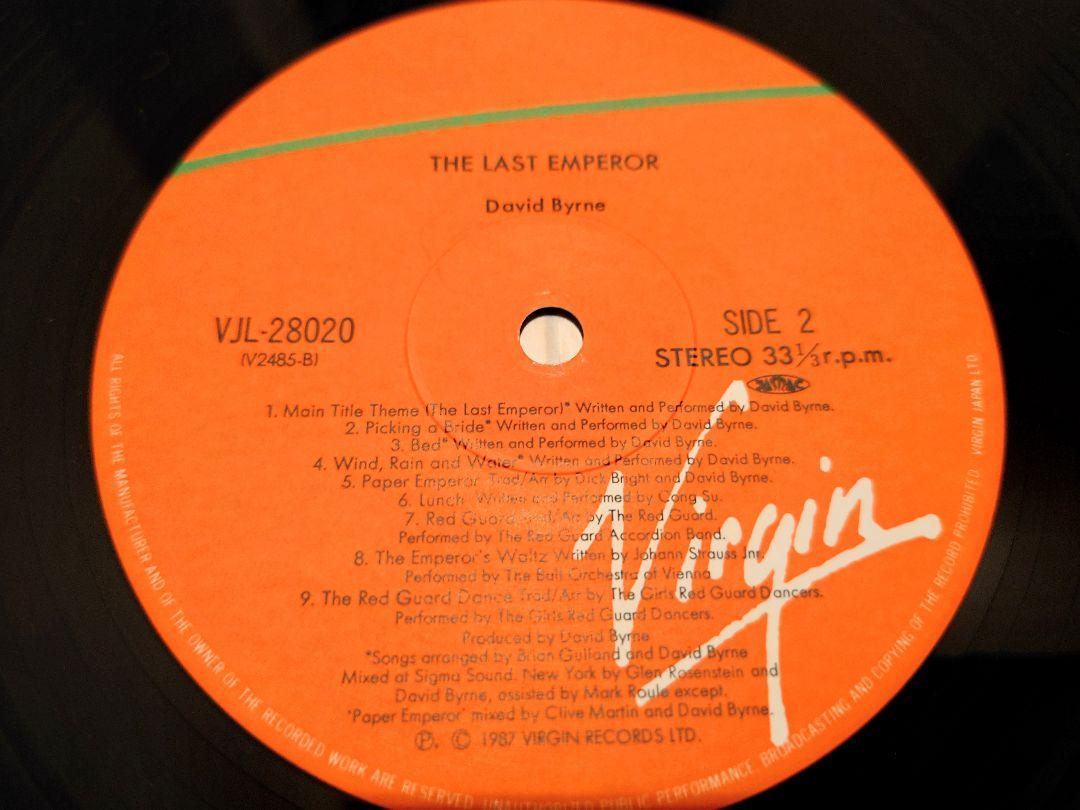 THE LAST EMPEROR
David Byrne
VJL-28020
(V2485-B)
SIDE 2
STEREO 33⅓r.p.m.
1. Main Title Theme (The Last Emperor)* Written and Performed by David Byrne.
2. Picking a Bride* Written and Performed by David Byrne.
3. Bed* Written and Performed by David Byrne.
4. Wind, Rain and Water* Written and Performed by David Byrne.
5. Paper Emperor Trad/Arr by Dick Bright and David Byrne.
6. Lunch Written and Performed by Cong Su.
7. Red Guard Trad/Arr by The Red Guard.
Performed by The Red Guard Accordion Band.
8. The Emperor's Waltz Written by Johann Strauss Jnr.
Performed by The Ball Orchestra of Vienna
9. The Red Guard Dance Trad/Arr by The Girls Red Guard Dancers.
Performed by The Girls Red Guard Dancers.
Produced by David Byrne
*Songs arranged by Brian Gulland and David Byrne
Mixed at Sigma Sound. New York by Glen Rosenstein and
David Byrne, assisted by Mark Roule except.
'Paper Emperor' mixed by Clive Martin and David Byrne.
Ⓟ. © 1987 VIRGIN RECORDS LTD.
Virgin
ALL RIGHTS OF THE MANUFACTURER AND OF THE OWNER OF THE RECORDED WORK ARE RESERVED. UNAUTHORIZED PUBLIC PERFORMANCE, BROADCASTING AND COPYING OF THE RECORD PROHIBITED. VIRGIN JAPAN LTD.